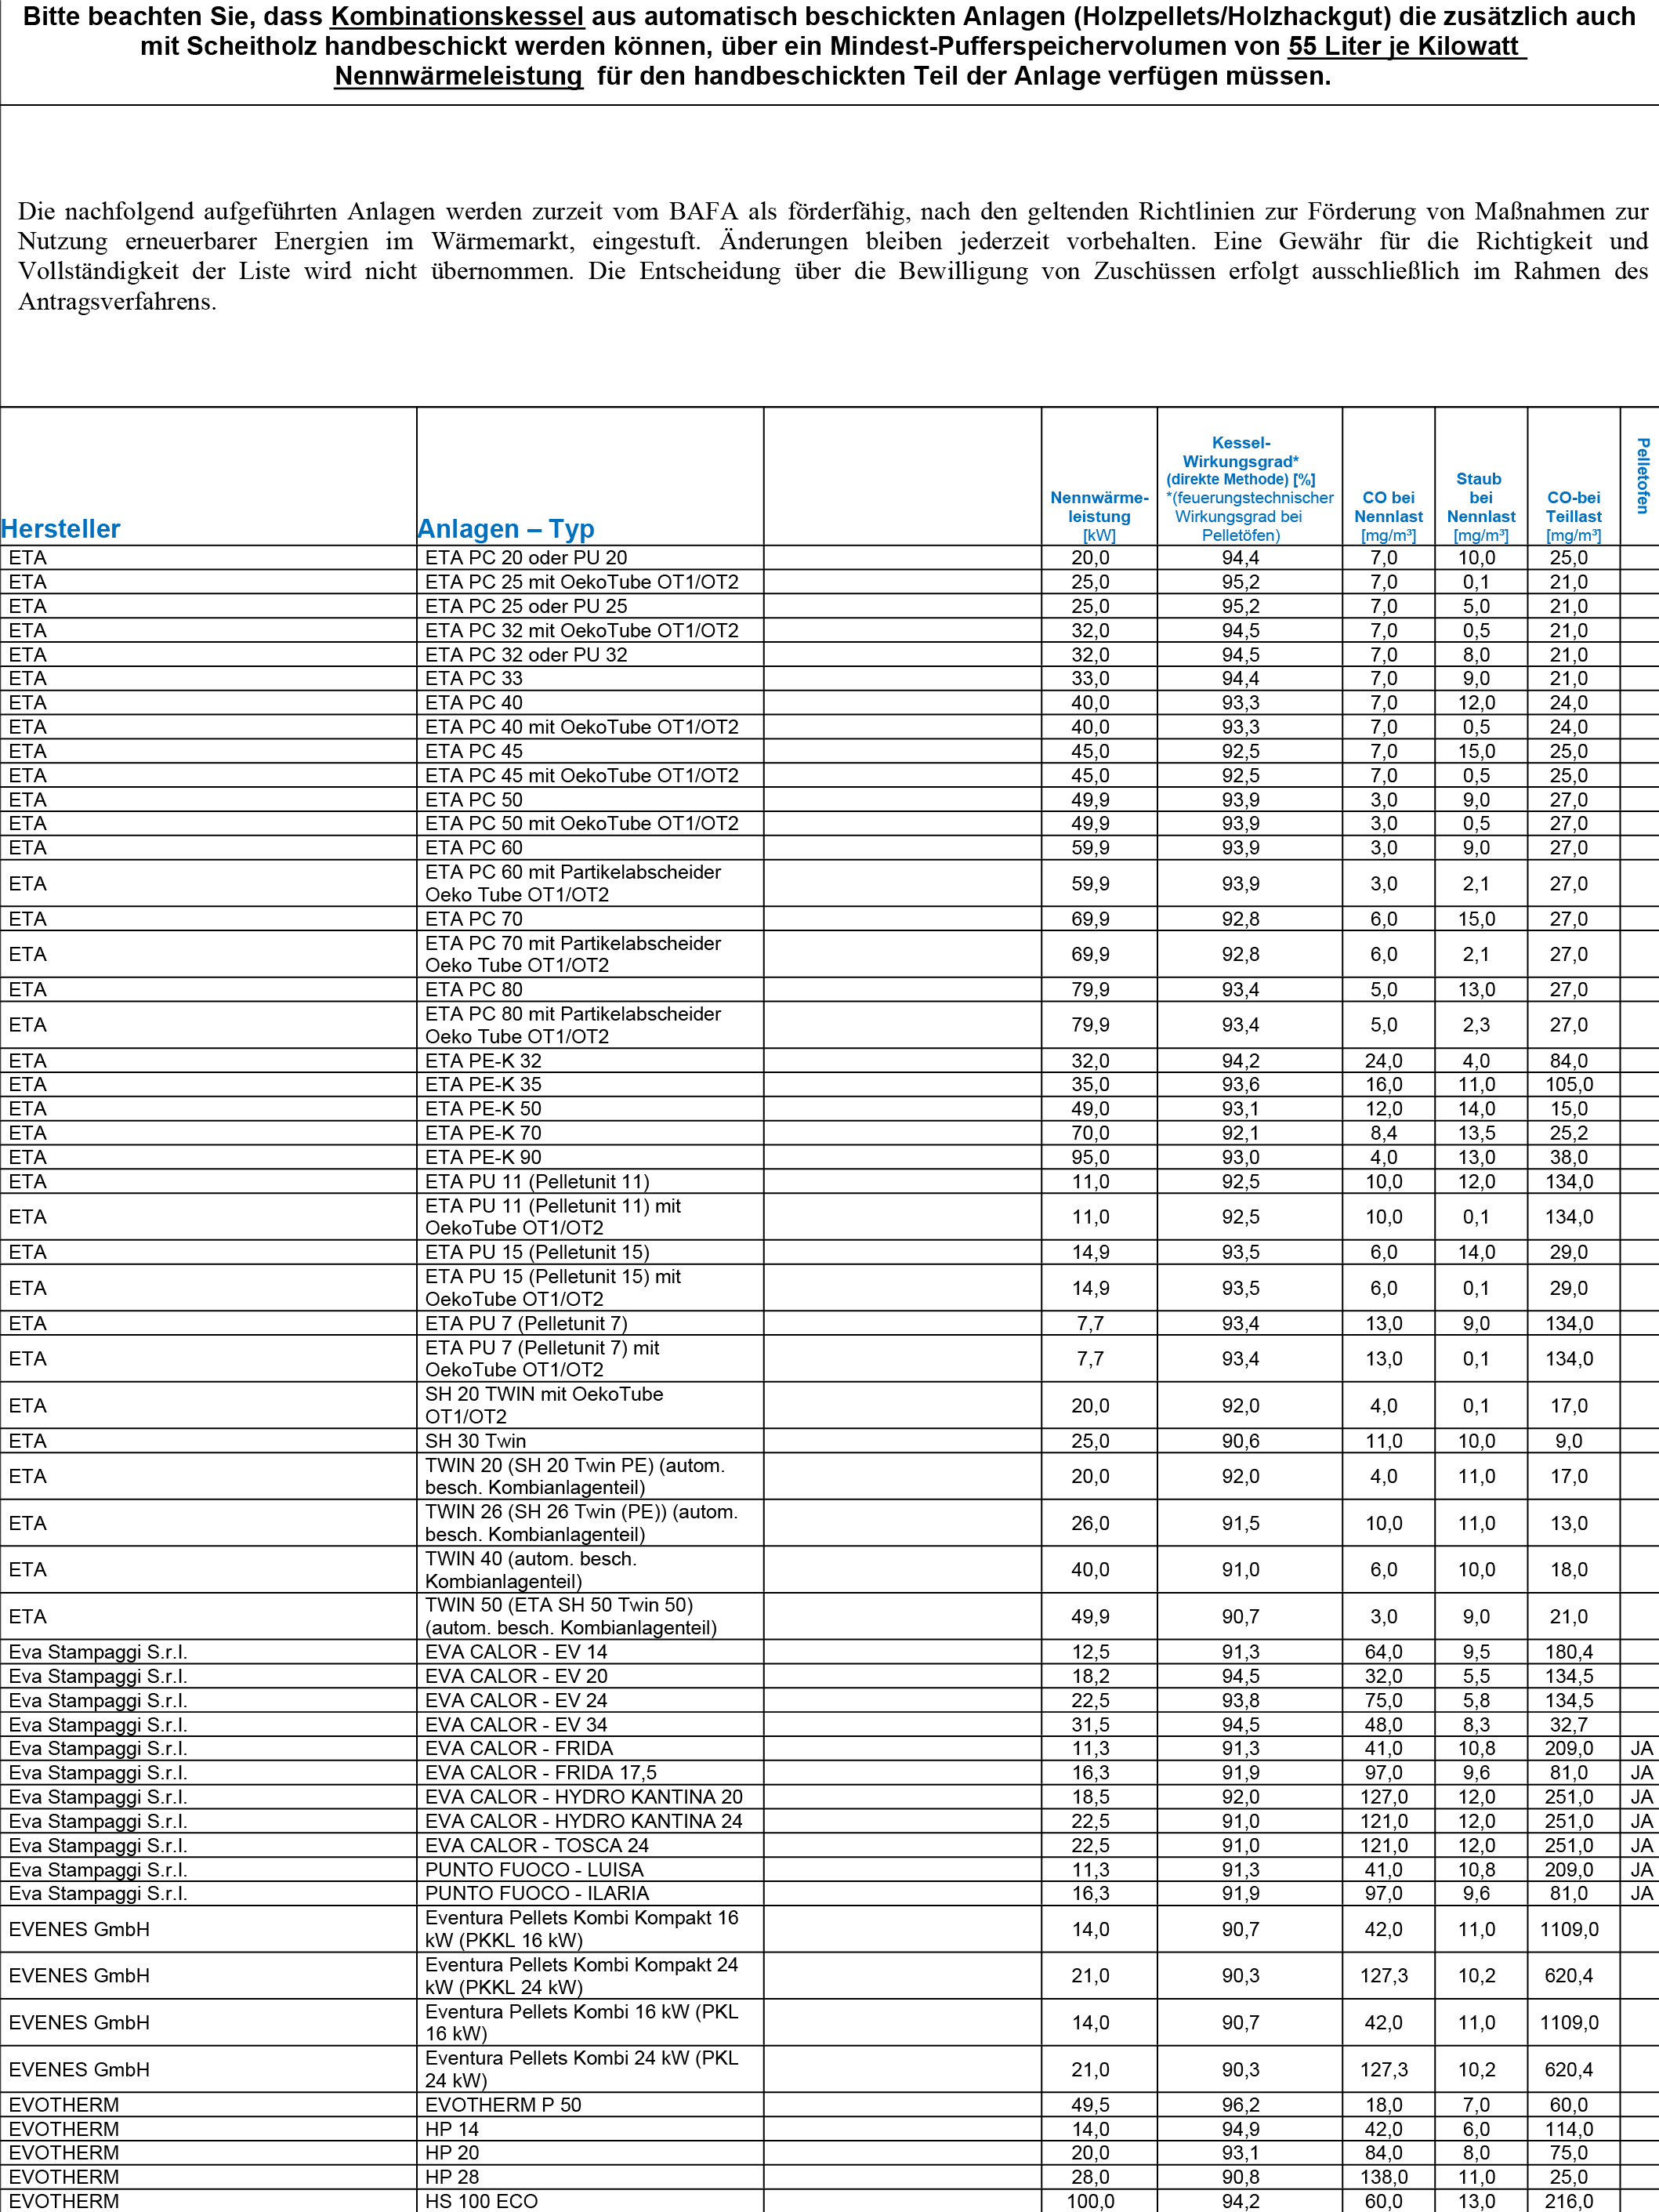 Bitte beachten Sie, dass Kombinationskessel aus automatisch beschickten Anlagen (Holzpellets/Holzhackgut) die zusätzlich auch
mit Scheitholz handbeschickt werden können, über ein Mindest-Pufferspeichervolumen von 55 Liter je Kilowatt
Nennwärmeleistung für den handbeschickten Teil der Anlage verfügen müssen.
Die nachfolgend aufgeführten Anlagen werden zurzeit vom BAFA als förderfähig, nach den geltenden Richtlinien zur Förderung von Maßnahmen zur
Nutzung erneuerbarer Energien im Wärmemarkt, eingestuft. Änderungen bleiben jederzeit vorbehalten. Eine Gewähr für die Richtigkeit und
Vollständigkeit der Liste wird nicht übernommen. Die Entscheidung über die Bewilligung von Zuschüssen erfolgt ausschließlich im Rahmen des
Antragsverfahrens.
Hersteller
Anlagen – Typ
Nennwärme-
leistung
[kW]
Kessel-
Wirkungsgrad*
(direkte Methode) [%]
*(feuerungstechnischer
Wirkungsgrad bei
Pelletöfen)
CO bei
Nennlast
[mg/m³]
Staub
bei
Nennlast
[mg/m³]
CO-bei
Teillast
[mg/m³]
Pelletofen
ETA ETA PC 20 oder PU 20 20,0 94,4 7,0 10,0 25,0
ETA ETA PC 25 mit OekoTube OT1/OT2 25,0 95,2 7,0 0,1 21,0
ETA ETA PC 25 oder PU 25 25,0 95,2 7,0 5,0 21,0
ETA ETA PC 32 mit OekoTube OT1/OT2 32,0 94,5 7,0 0,5 21,0
ETA ETA PC 32 oder PU 32 32,0 94,5 7,0 8,0 21,0
ETA ETA PC 33 33,0 94,4 7,0 9,0 21,0
ETA ETA PC 40 40,0 93,3 7,0 12,0 24,0
ETA ETA PC 40 mit OekoTube OT1/OT2 40,0 93,3 7,0 0,5 24,0
ETA ETA PC 45 45,0 92,5 7,0 15,0 25,0
ETA ETA PC 45 mit OekoTube OT1/OT2 45,0 92,5 7,0 0,5 25,0
ETA ETA PC 50 49,9 93,9 3,0 9,0 27,0
ETA ETA PC 50 mit OekoTube OT1/OT2 49,9 93,9 3,0 0,5 27,0
ETA ETA PC 60 59,9 93,9 3,0 9,0 27,0
ETA ETA PC 60 mit Partikelabscheider
Oeko Tube OT1/OT2 59,9 93,9 3,0 2,1 27,0
ETA ETA PC 70 69,9 92,8 6,0 15,0 27,0
ETA ETA PC 70 mit Partikelabscheider
Oeko Tube OT1/OT2 69,9 92,8 6,0 2,1 27,0
ETA ETA PC 80 79,9 93,4 5,0 13,0 27,0
ETA ETA PC 80 mit Partikelabscheider
Oeko Tube OT1/OT2 79,9 93,4 5,0 2,3 27,0
ETA ETA PE-K 32 32,0 94,2 24,0 4,0 84,0
ETA ETA PE-K 35 35,0 93,6 16,0 11,0 105,0
ETA ETA PE-K 50 49,0 93,1 12,0 14,0 15,0
ETA ETA PE-K 70 70,0 92,1 8,4 13,5 25,2
ETA ETA PE-K 90 95,0 93,0 4,0 13,0 38,0
ETA ETA PU 11 (Pelletunit 11) 11,0 92,5 10,0 12,0 134,0
ETA ETA PU 11 (Pelletunit 11) mit
OekoTube OT1/OT2 11,0 92,5 10,0 0,1 134,0
ETA ETA PU 15 (Pelletunit 15) 14,9 93,5 6,0 14,0 29,0
ETA ETA PU 15 (Pelletunit 15) mit
OekoTube OT1/OT2 14,9 93,5 6,0 0,1 29,0
ETA ETA PU 7 (Pelletunit 7) 7,7 93,4 13,0 9,0 134,0
ETA ETA PU 7 (Pelletunit 7) mit
OekoTube OT1/OT2 7,7 93,4 13,0 0,1 134,0
ETA SH 20 TWIN mit OekoTube
OT1/OT2 20,0 92,0 4,0 0,1 17,0
ETA SH 30 Twin 25,0 90,6 11,0 10,0 9,0
ETA TWIN 20 (SH 20 Twin PE) (autom.
besch. Kombianlagenteil) 20,0 92,0 4,0 11,0 17,0
ETA TWIN 26 (SH 26 Twin (PE)) (autom.
besch. Kombianlagenteil) 26,0 91,5 10,0 11,0 13,0
ETA TWIN 40 (autom. besch.
Kombianlagenteil) 40,0 91,0 6,0 10,0 18,0
ETA TWIN 50 (ETA SH 50 Twin 50)
(autom. besch. Kombianlagenteil) 49,9 90,7 3,0 9,0 21,0
Eva Stampaggi S.r.l. EVA CALOR - EV 14 12,5 91,3 64,0 9,5 180,4
Eva Stampaggi S.r.l. EVA CALOR - EV 20 18,2 94,5 32,0 5,5 134,5
Eva Stampaggi S.r.l. EVA CALOR - EV 24 22,5 93,8 75,0 5,8 134,5
Eva Stampaggi S.r.l. EVA CALOR - EV 34 31,5 94,5 48,0 8,3 32,7
Eva Stampaggi S.r.l. EVA CALOR - FRIDA 11,3 91,3 41,0 10,8 209,0 JA
Eva Stampaggi S.r.l. EVA CALOR - FRIDA 17,5 16,3 91,9 97,0 9,6 81,0 JA
Eva Stampaggi S.r.l. EVA CALOR - HYDRO KANTINA 20 18,5 92,0 127,0 12,0 251,0 JA
Eva Stampaggi S.r.l. EVA CALOR - HYDRO KANTINA 24 22,5 91,0 121,0 12,0 251,0 JA
Eva Stampaggi S.r.l. EVA CALOR - TOSCA 24 22,5 91,0 121,0 12,0 251,0 JA
Eva Stampaggi S.r.l. PUNTO FUOCO - LUISA 11,3 91,3 41,0 10,8 209,0 JA
Eva Stampaggi S.r.l. PUNTO FUOCO - ILARIA 16,3 91,9 97,0 9,6 81,0 JA
EVENES GmbH Eventura Pellets Kombi Kompakt 16
kW (PKKL 16 kW) 14,0 90,7 42,0 11,0 1109,0
EVENES GmbH Eventura Pellets Kombi Kompakt 24
kW (PKKL 24 kW) 21,0 90,3 127,3 10,2 620,4
EVENES GmbH Eventura Pellets Kombi 16 kW (PKL
16 kW) 14,0 90,7 42,0 11,0 1109,0
EVENES GmbH Eventura Pellets Kombi 24 kW (PKL
24 kW) 21,0 90,3 127,3 10,2 620,4
EVOTHERM EVOTHERM P 50 49,5 96,2 18,0 7,0 60,0
EVOTHERM HP 14 14,0 94,9 42,0 6,0 114,0
EVOTHERM HP 20 20,0 93,1 84,0 8,0 75,0
EVOTHERM HP 28 28,0 90,8 138,0 11,0 25,0
EVOTHERM HS 100 ECO 100,0 94,2 60,0 13,0 216,0